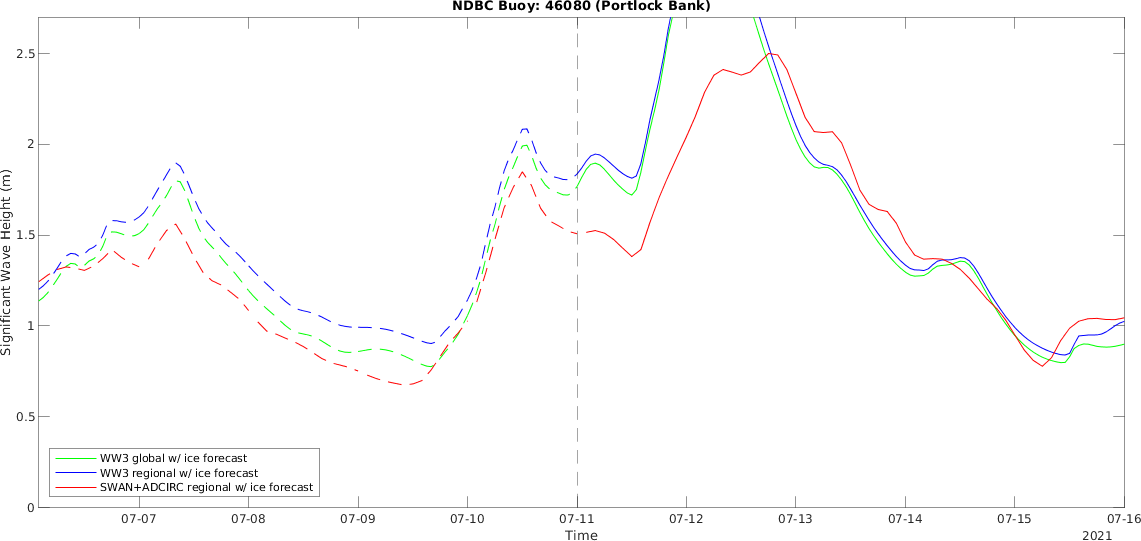 NDBC Buoy: 46080 (Portlock Bank)
2.5
2
1.5
1
0.5
0
Significant Wave Height (m)
WW3 global w/ ice forecast
WW3 regional w/ ice forecast
SWAN+ADCIRC regional w/ ice forecast
07-07 07-08 07-09 07-10 07-11 07-12 07-13 07-14 07-15 07-16
Time
2021